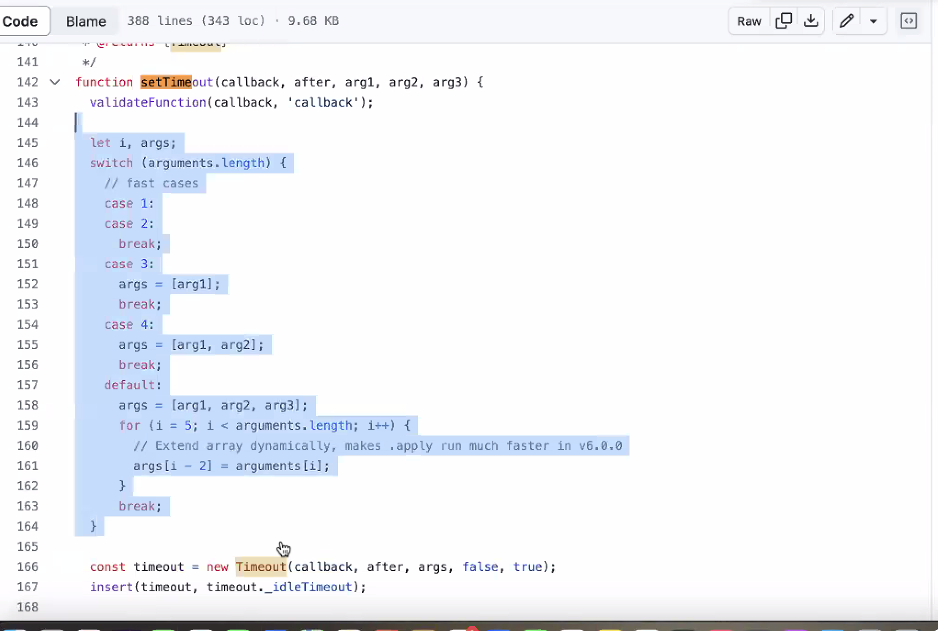 Code Blame 388 lines (343 loc) · 9.68 KB Raw
140 * @returns {Timeout}
141 */
142 function setTimeout(callback, after, arg1, arg2, arg3) {
143 validateFunction(callback, 'callback');
144
145 let i, args;
146 switch (arguments.length) {
147 // fast cases
148 case 1:
149 case 2:
150 break;
151 case 3:
152 args = [arg1];
153 break;
154 case 4:
155 args = [arg1, arg2];
156 break;
157 default:
158 args = [arg1, arg2, arg3];
159 for (i = 5; i < arguments.length; i++) {
160 // Extend array dynamically, makes .apply run much faster in v6.0.0
161 args[i - 2] = arguments[i];
162 }
163 break;
164 }
165
166 const timeout = new Timeout(callback, after, args, false, true);
167 insert(timeout, timeout._idleTimeout);
168